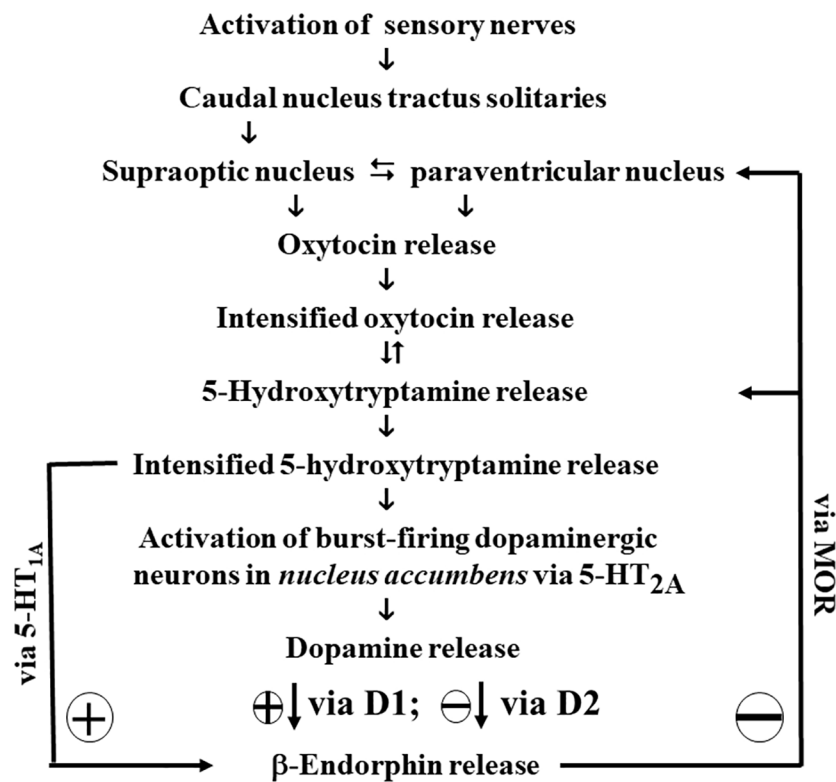 Activation of sensory nerves
↓
Caudal nucleus tractus solitaries
↓
Supraoptic nucleus ⇆ paraventricular nucleus
↓ ↓
Oxytocin release
↓
Intensified oxytocin release
↓↑
5-Hydroxytryptamine release
↓
Intensified 5-hydroxytryptamine release
↓
Activation of burst-firing dopaminergic
neurons in nucleus accumbens via 5-HT2A
↓
Dopamine release
⊕↓ via D1; ⊖↓ via D2
β-Endorphin release
via 5-HT1A
⊕
via MOR
⊖